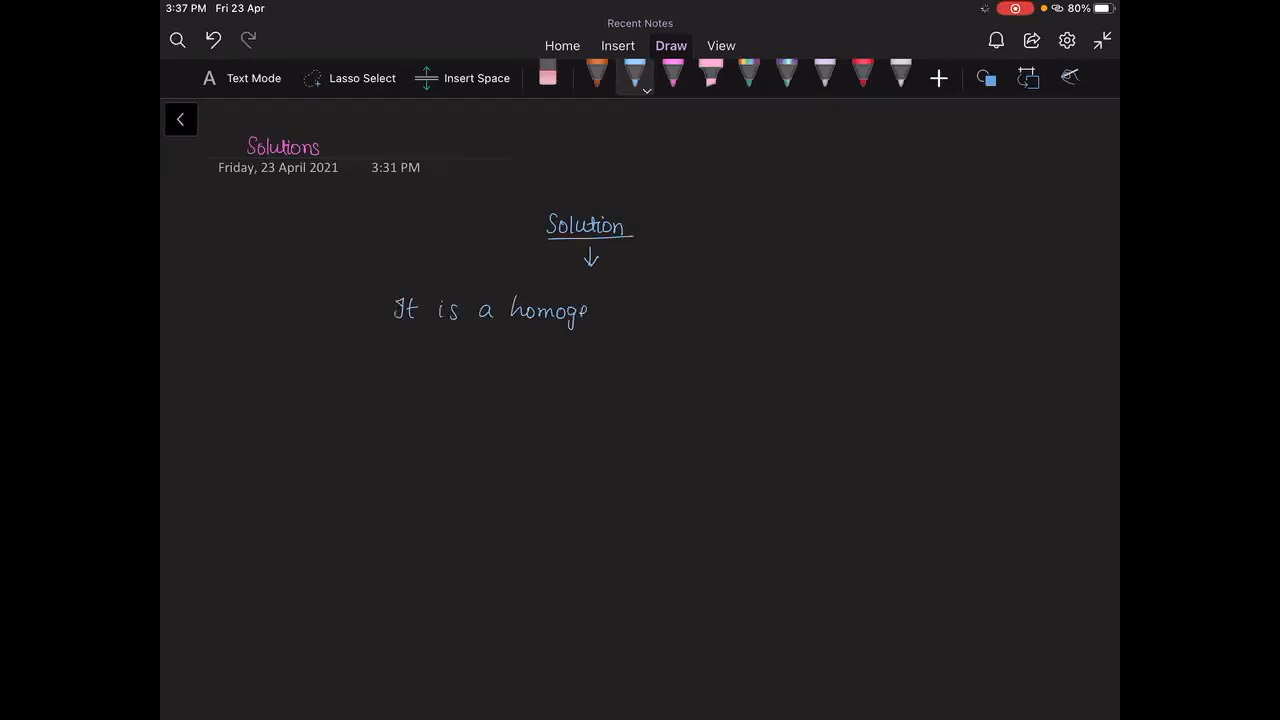 3:37 PM Fri 23 Apr 80%
Recent Notes
Home Insert Draw View
A Text Mode Lasso Select Insert Space
Solutions
Friday, 23 April 2021 3:31 PM
Solution
It is a homoge